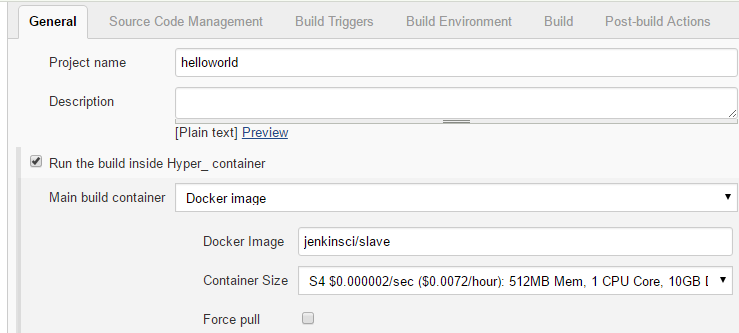 General Source Code Management Build Triggers Build Environment Build Post-build Actions
Project name helloworld
Description
[Plain text] Preview
Run the build inside Hyper_ container
Main build container Docker image
Docker Image jenkinsci/slave
Container Size S4 $0.000002/sec ($0.0072/hour): 512MB Mem, 1 CPU Core, 10GB
Force pull